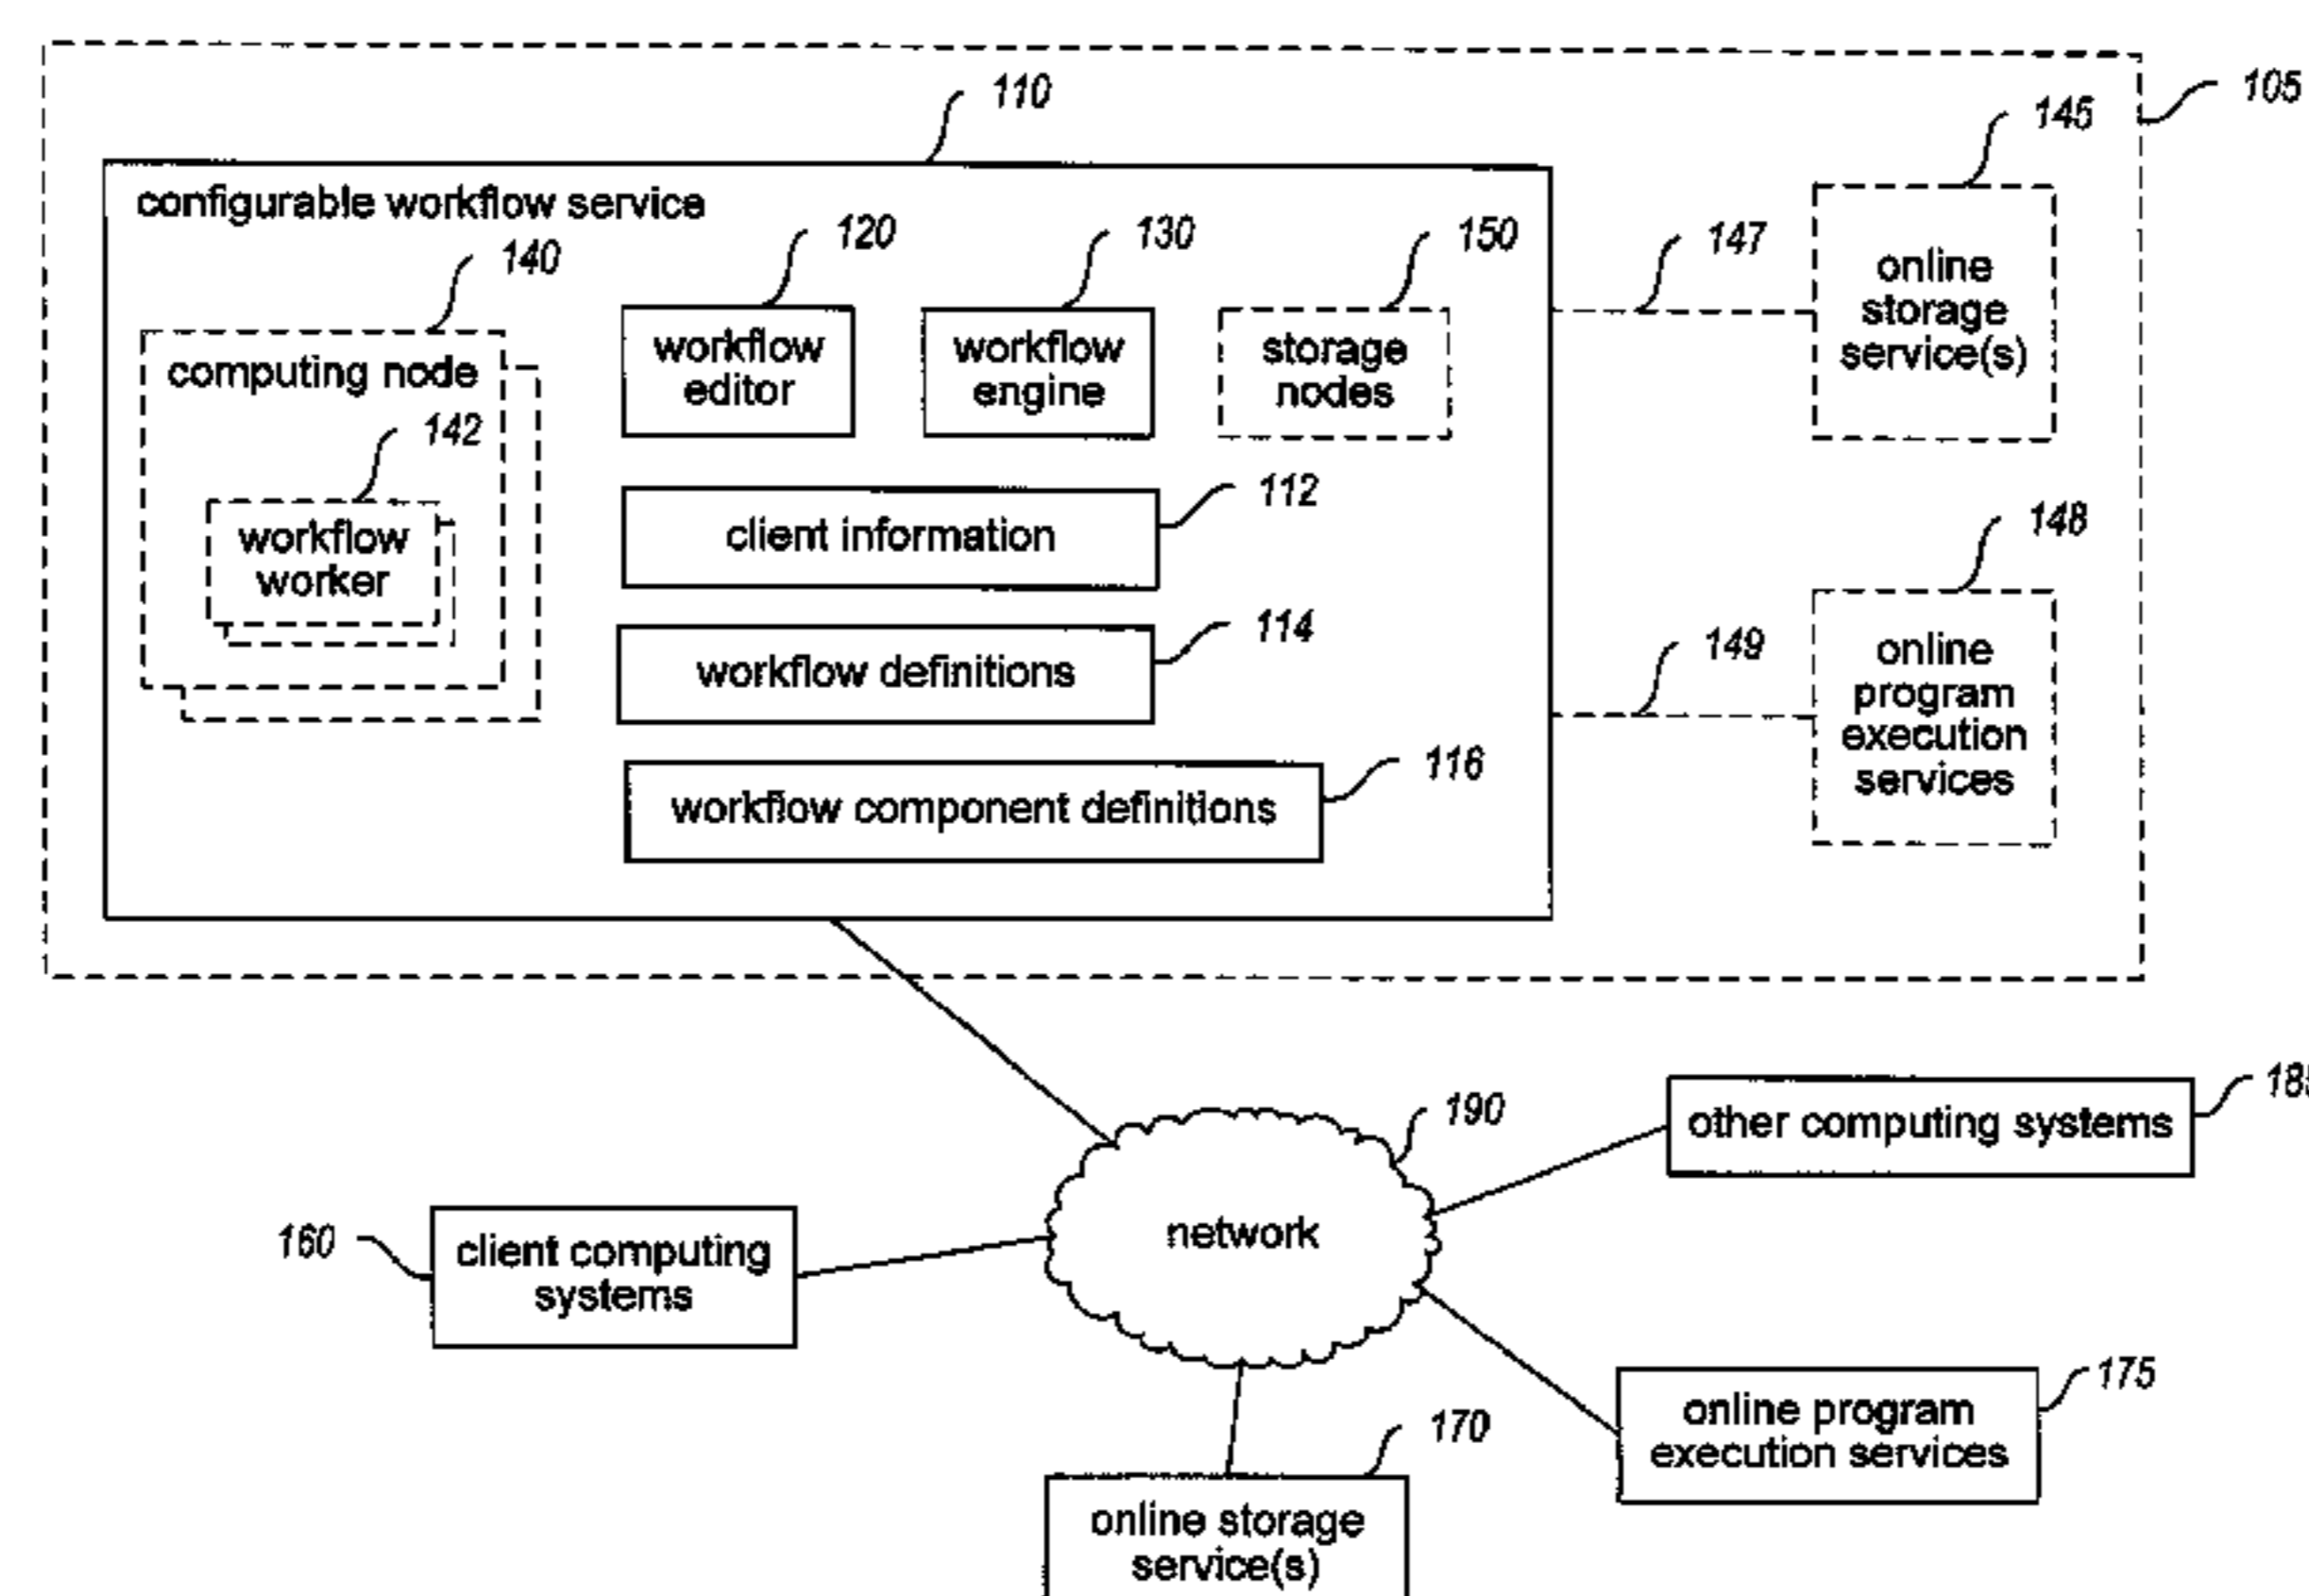 110
105
145
configurable workflow service
140
120
130
150
147
online
storage
service(s)
computing node
workflow
editor
workflow
engine
storage
nodes
142
workflow
worker
112
client information
148
114
workflow definitions
149
online
program
execution
services
116
workflow component definitions
190
other computing systems
160
client computing
systems
network
175
online program
execution services
170
online storage
service(s)